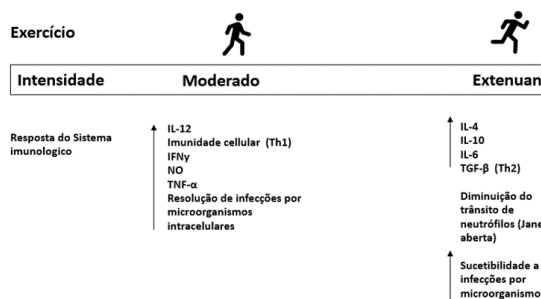 Exercício
Intensidade Moderado Extenuan
Resposta do Sistema
imunologico
IL-12
Imunidade cellular (Th1)
IFNγ
NO
TNF-α
Resolução de infecções por
microorganismos
intracelulares
IL-4
IL-10
IL-6
TGF-β (Th2)
Diminuição do
trânsito de
neutrófilos (Jane
aberta)
Sucetibilidade a
infecções por
microorganismo